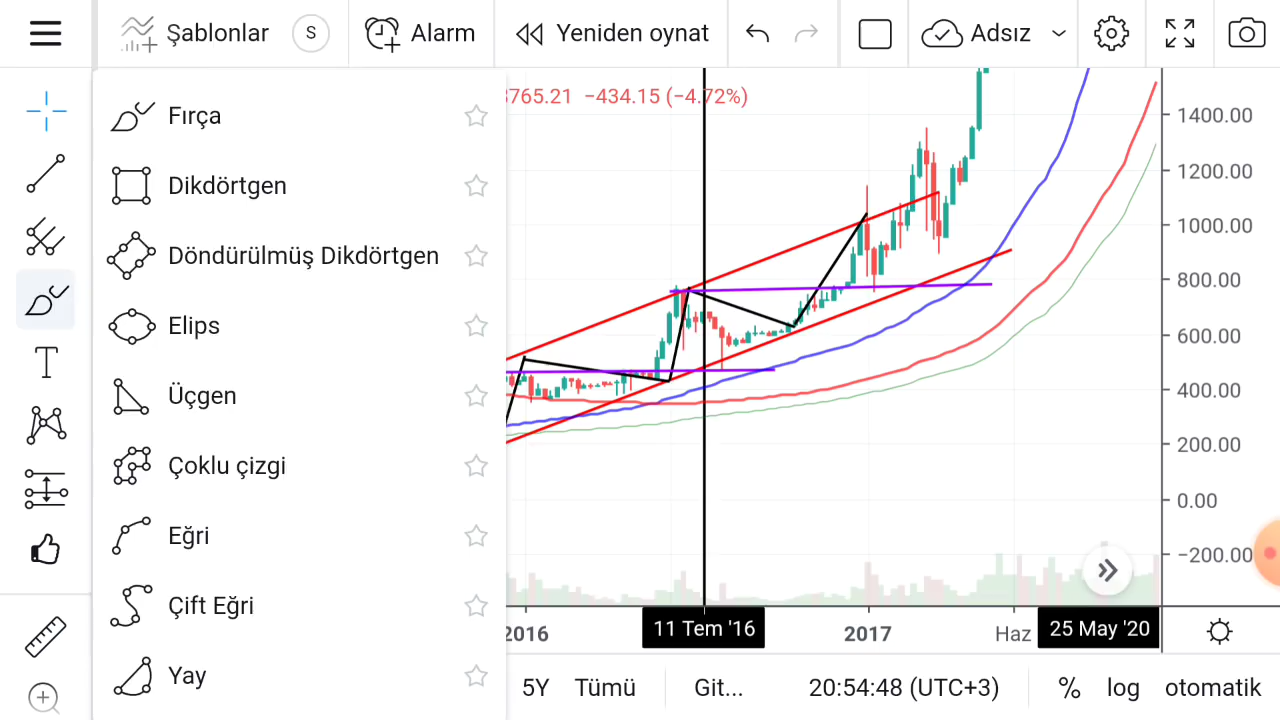 Şablonlar S Alarm Yeniden oynat Adsız
Fırça
Dikdörtgen
Döndürülmüş Dikdörtgen
Elips
Üçgen
Çoklu çizgi
Eğri
Çift Eğri
Yay
765.21 −434.15 (−4.72%)
1400.00
1200.00
1000.00
800.00
600.00
400.00
200.00
0.00
−200.00
2016 11 Tem '16 2017 Haz 25 May '20
5Y Tümü Git... 20:54:48 (UTC+3) % log otomatik